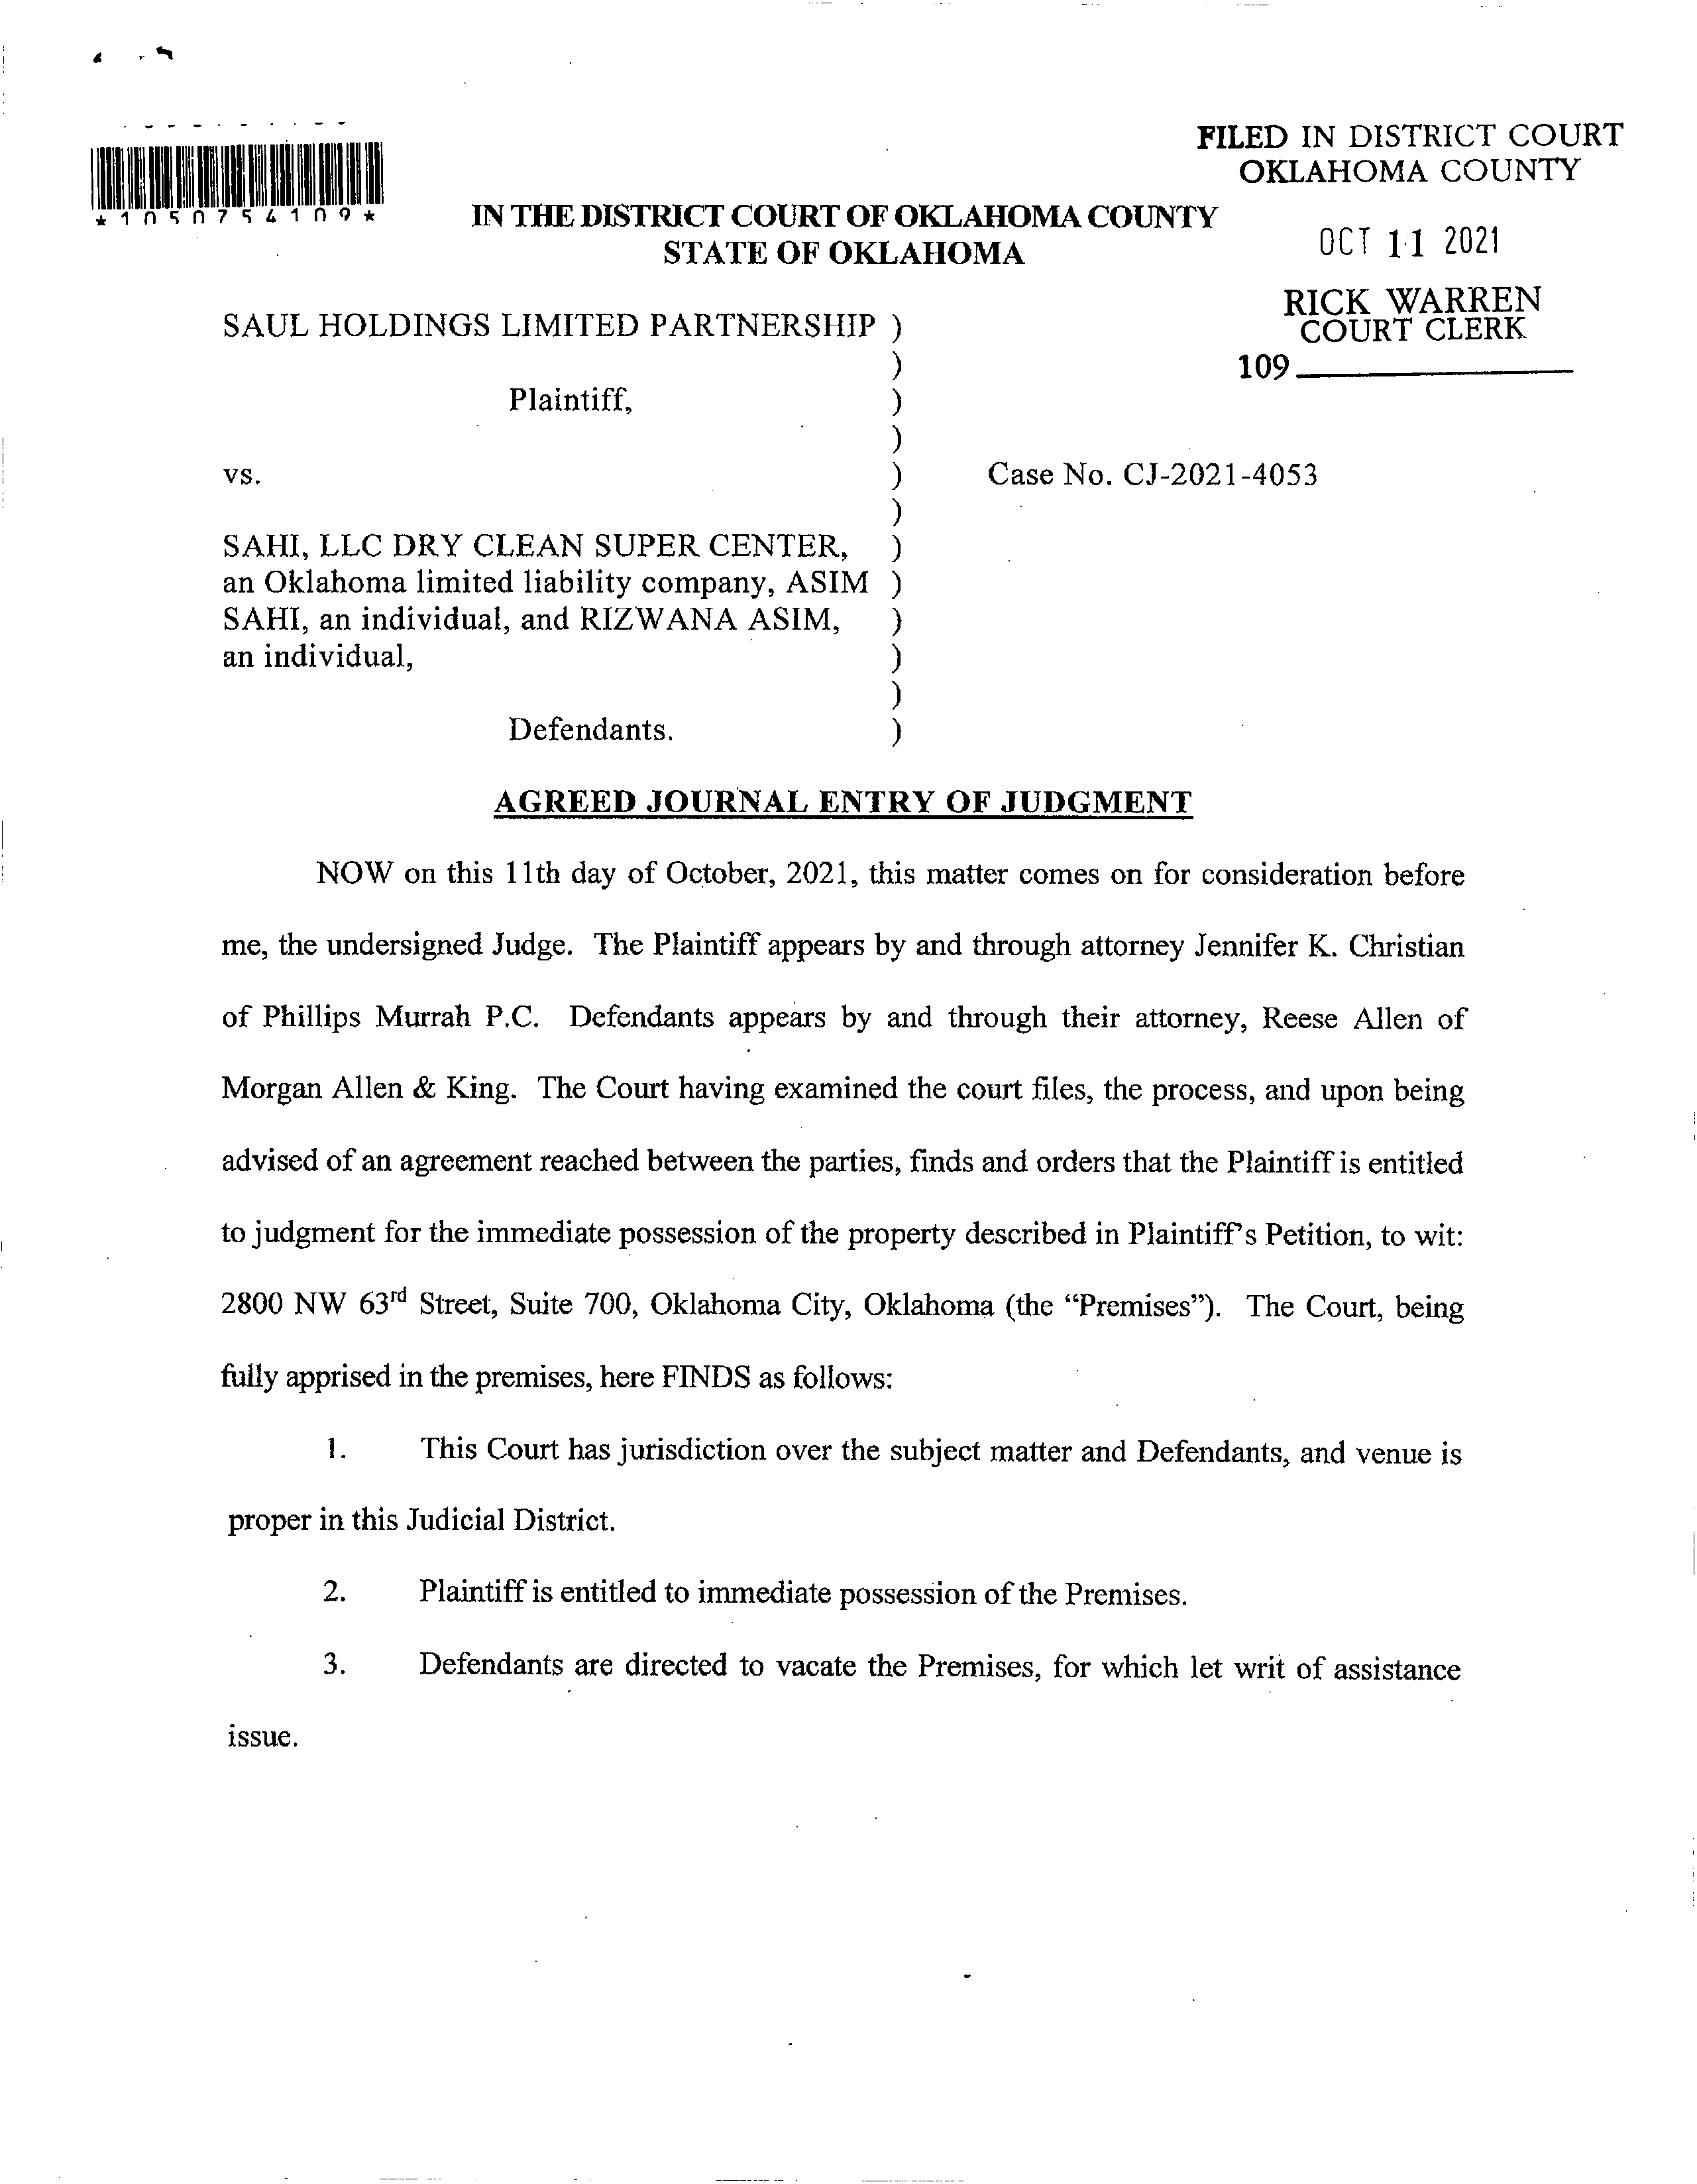 FILED IN DISTRICT COURT
OKLAHOMA COUNTY
*1050754109*
IN THE DISTRICT COURT OF OKLAHOMA COUNTY
STATE OF OKLAHOMA
OCT 11 2021
RICK WARREN
COURT CLERK
109
SAUL HOLDINGS LIMITED PARTNERSHIP )
)
Plaintiff, )
)
vs. ) Case No. CJ-2021-4053
)
SAHI, LLC DRY CLEAN SUPER CENTER, )
an Oklahoma limited liability company, ASIM )
SAHI, an individual, and RIZWANA ASIM, )
an individual, )
)
Defendants. )
AGREED JOURNAL ENTRY OF JUDGMENT
NOW on this 11th day of October, 2021, this matter comes on for consideration before
me, the undersigned Judge. The Plaintiff appears by and through attorney Jennifer K. Christian
of Phillips Murrah P.C. Defendants appears by and through their attorney, Reese Allen of
Morgan Allen & King. The Court having examined the court files, the process, and upon being
advised of an agreement reached between the parties, finds and orders that the Plaintiff is entitled
to judgment for the immediate possession of the property described in Plaintiff's Petition, to wit:
2800 NW 63rd Street, Suite 700, Oklahoma City, Oklahoma (the “Premises”). The Court, being
fully apprised in the premises, here FINDS as follows:
1. This Court has jurisdiction over the subject matter and Defendants, and venue is
proper in this Judicial District.
2. Plaintiff is entitled to immediate possession of the Premises.
3. Defendants are directed to vacate the Premises, for which let writ of assistance
issue.